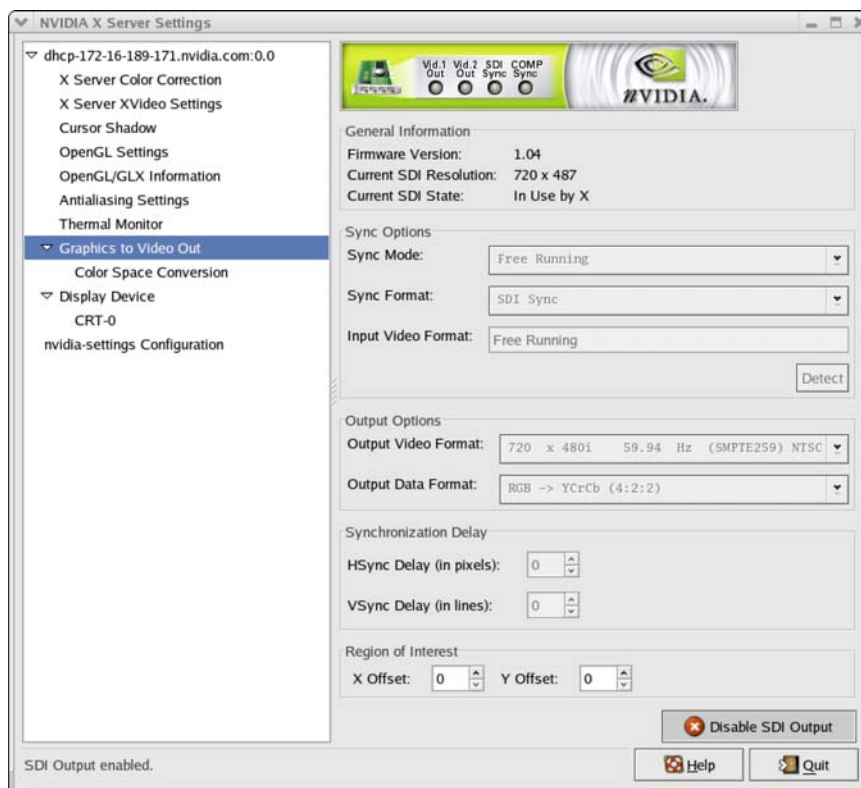 NVIDIA X Server Settings
dhcp-172-16-189-171.nvidia.com:0.0
X Server Color Correction
X Server XVideo Settings
Cursor Shadow
OpenGL Settings
OpenGL/GLX Information
Antialiasing Settings
Thermal Monitor
Graphics to Video Out
Color Space Conversion
Display Device
CRT-0
nvidia-settings Configuration
Vid.1 Out Vid.2 Out SDI Sync COMP Sync
nVIDIA.
General Information
Firmware Version: 1.04
Current SDI Resolution: 720 x 487
Current SDI State: In Use by X
Sync Options
Sync Mode: Free Running
Sync Format: SDI Sync
Input Video Format: Free Running
Detect
Output Options
Output Video Format: 720 x 480i 59.94 Hz (SMPTE259) NTSC
Output Data Format: RGB -> YCrCb (4:2:2)
Synchronization Delay
HSync Delay (in pixels): 0
VSync Delay (in lines): 0
Region of Interest
X Offset: 0 Y Offset: 0
Disable SDI Output
SDI Output enabled.
Help
Quit